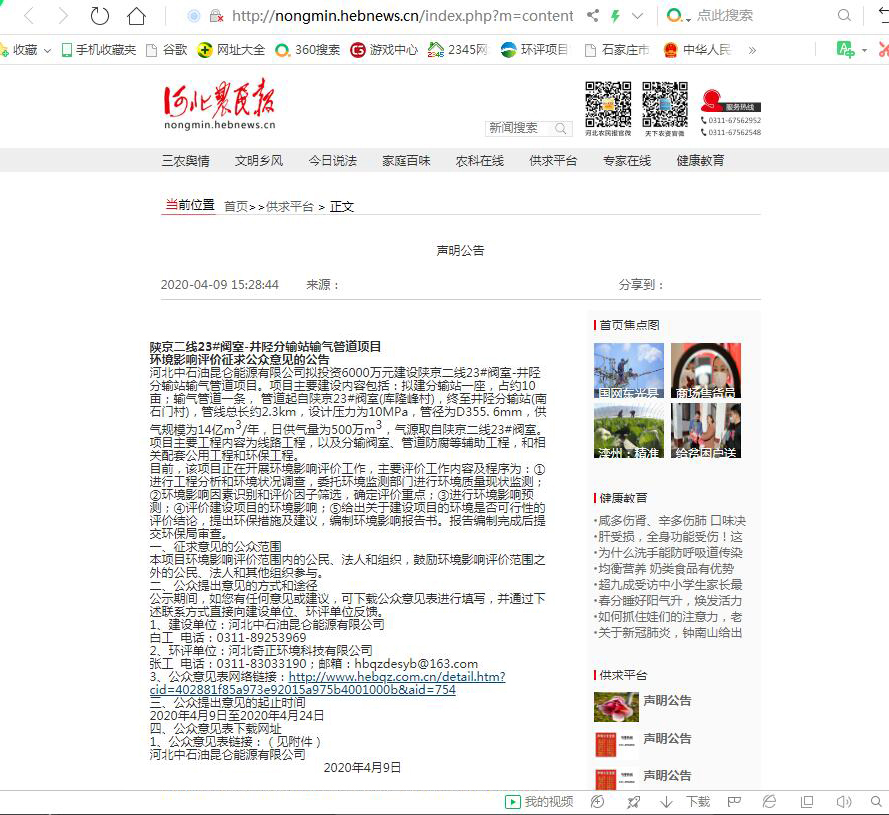 http://nongmin.hebnews.cn/index.php?m=content
点此搜索
收藏 手机收藏夹 谷歌 网址大全 360搜索 游戏中心 2345网 环评项目 石家庄市 中华人民 »
河北农民报
nongmin.hebnews.cn
新闻搜索
河北农民报官微 天下农资官微
服务热线
0311-67562952
0311-67562548
三农舆情 文明乡风 今日说法 家庭百味 农科在线 供求平台 专家在线 健康教育
当前位置 首页>>供求平台 > 正文
声明公告
2020-04-09 15:28:44 来源： 分享到：
陕京二线23#阀室-井陉分输站输气管道项目
环境影响评价征求公众意见的公告
河北中石油昆仑能源有限公司拟投资6000万元建设陕京二线23#阀室-井陉
分输站输气管道项目。项目主要建设内容包括：拟建分输站一座，占约10
亩；输气管道一条， 管道起自陕京23#阀室(库隆峰村)，终至井陉分输站(南
石门村)，管线总长约2.3km，设计压力为10MPa，管径为D355. 6mm，供
气规模为14亿m3/年，日供气量为500万m3，气源取自陕京二线23#阀室。
项目主要工程内容为线路工程，以及分输阀室、管道防腐等辅助工程，和相
关配套公用工程和环保工程。
目前，该项目正在开展环境影响评价工作，主要评价工作内容及程序为：①
进行工程分析和环境状况调查，委托环境监测部门进行环境质量现状监测；
②环境影响因素识别和评价因子筛选，确定评价重点；③进行环境影响预
测；④评价建设项目的环境影响；⑤给出关于建设项目的环境是否可行性的
评价结论，提出环保措施及建议，编制环境影响报告书。报告编制完成后提
交环保局审查。
一、征求意见的公众范围
本项目环境影响评价范围内的公民、法人和组织，鼓励环境影响评价范围之
外的公民、法人和其他组织参与。
二、公众提出意见的方式和途径
公示期间，如您有任何意见或建议，可下载公众意见表进行填写，并通过下
述联系方式直接向建设单位、环评单位反馈。
1、建设单位：河北中石油昆仑能源有限公司
白工 电话：0311-89253969
2、环评单位：河北奇正环境科技有限公司
张工 电话：0311-83033190；邮箱：hbqzdesyb@163.com
3、公众意见表网络链接：http://www.hebqz.com.cn/detail.htm?
cid=402881f85a973e92015a975b4001000b&aid=754
三、公众提出意见的起止时间
2020年4月9日至2020年4月24日
四、公众意见表下载网址
1、公众意见表链接：（见附件）
河北中石油昆仑能源有限公司
2020年4月9日
首页焦点图
国网东光县 商场售货员
滦州：精准 给贫困户送
健康教育
·咸多伤肾、辛多伤肺 口味决
·肝受损，全身功能受伤！这
·为什么洗手能防呼吸道传染
·均衡营养 奶类食品有优势
·超九成受访中小学生家长最
·春分睡好阳气升，焕发活力
·如何抓住娃们的注意力，老
·关于新冠肺炎，钟南山给出
供求平台
声明公告
声明公告
声明公告
我的视频 下载